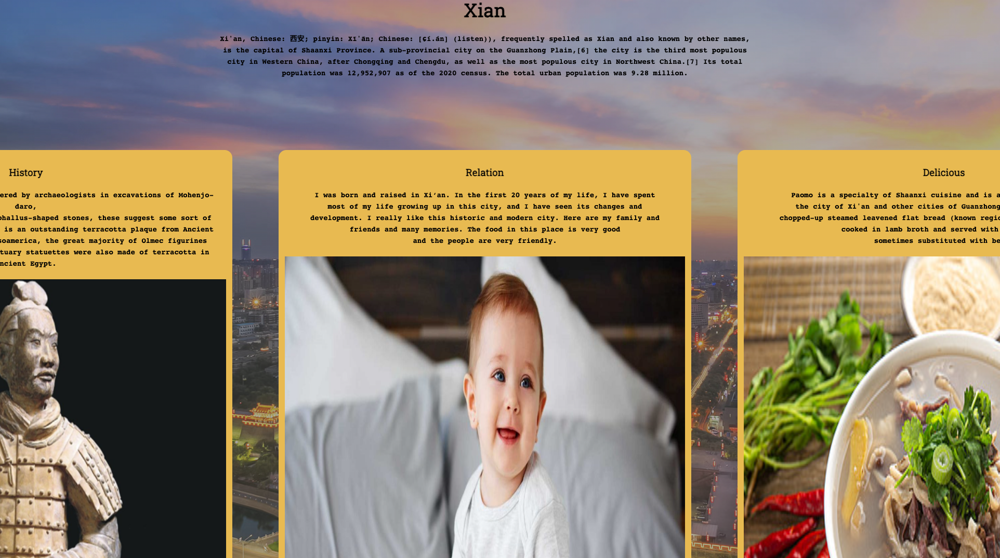 Xian
Xi'an, Chinese: 西安; pinyin: Xī'ān; Chinese: [ɕí.án] (listen)), frequently spelled as Xian and also known by other names,
is the capital of Shaanxi Province. A sub-provincial city on the Guanzhong Plain,[6] the city is the third most populous
city in Western China, after Chongqing and Chengdu, as well as the most populous city in Northwest China.[7] Its total
population was 12,952,907 as of the 2020 census. The total urban population was 9.28 million.
History
ered by archaeologists in excavations of Mohenjo-
daro,
phallus-shaped stones, these suggest some sort of
is an outstanding terracotta plaque from Ancient
soamerica, the great majority of Olmec figurines
tuary statuettes were also made of terracotta in
ncient Egypt.
Relation
I was born and raised in Xi‘an. In the first 20 years of my life, I have spent
most of my life growing up in this city, and I have seen its changes and
development. I really like this historic and modern city. Here are my family and
friends and many memories. The food in this place is very good
and the people are very friendly.
Delicious
Paomo is a specialty of Shaanxi cuisine and is a
the city of Xi'an and other cities of Guanzhong
chopped-up steamed leavened flat bread (known regio
cooked in lamb broth and served with
sometimes substituted with be